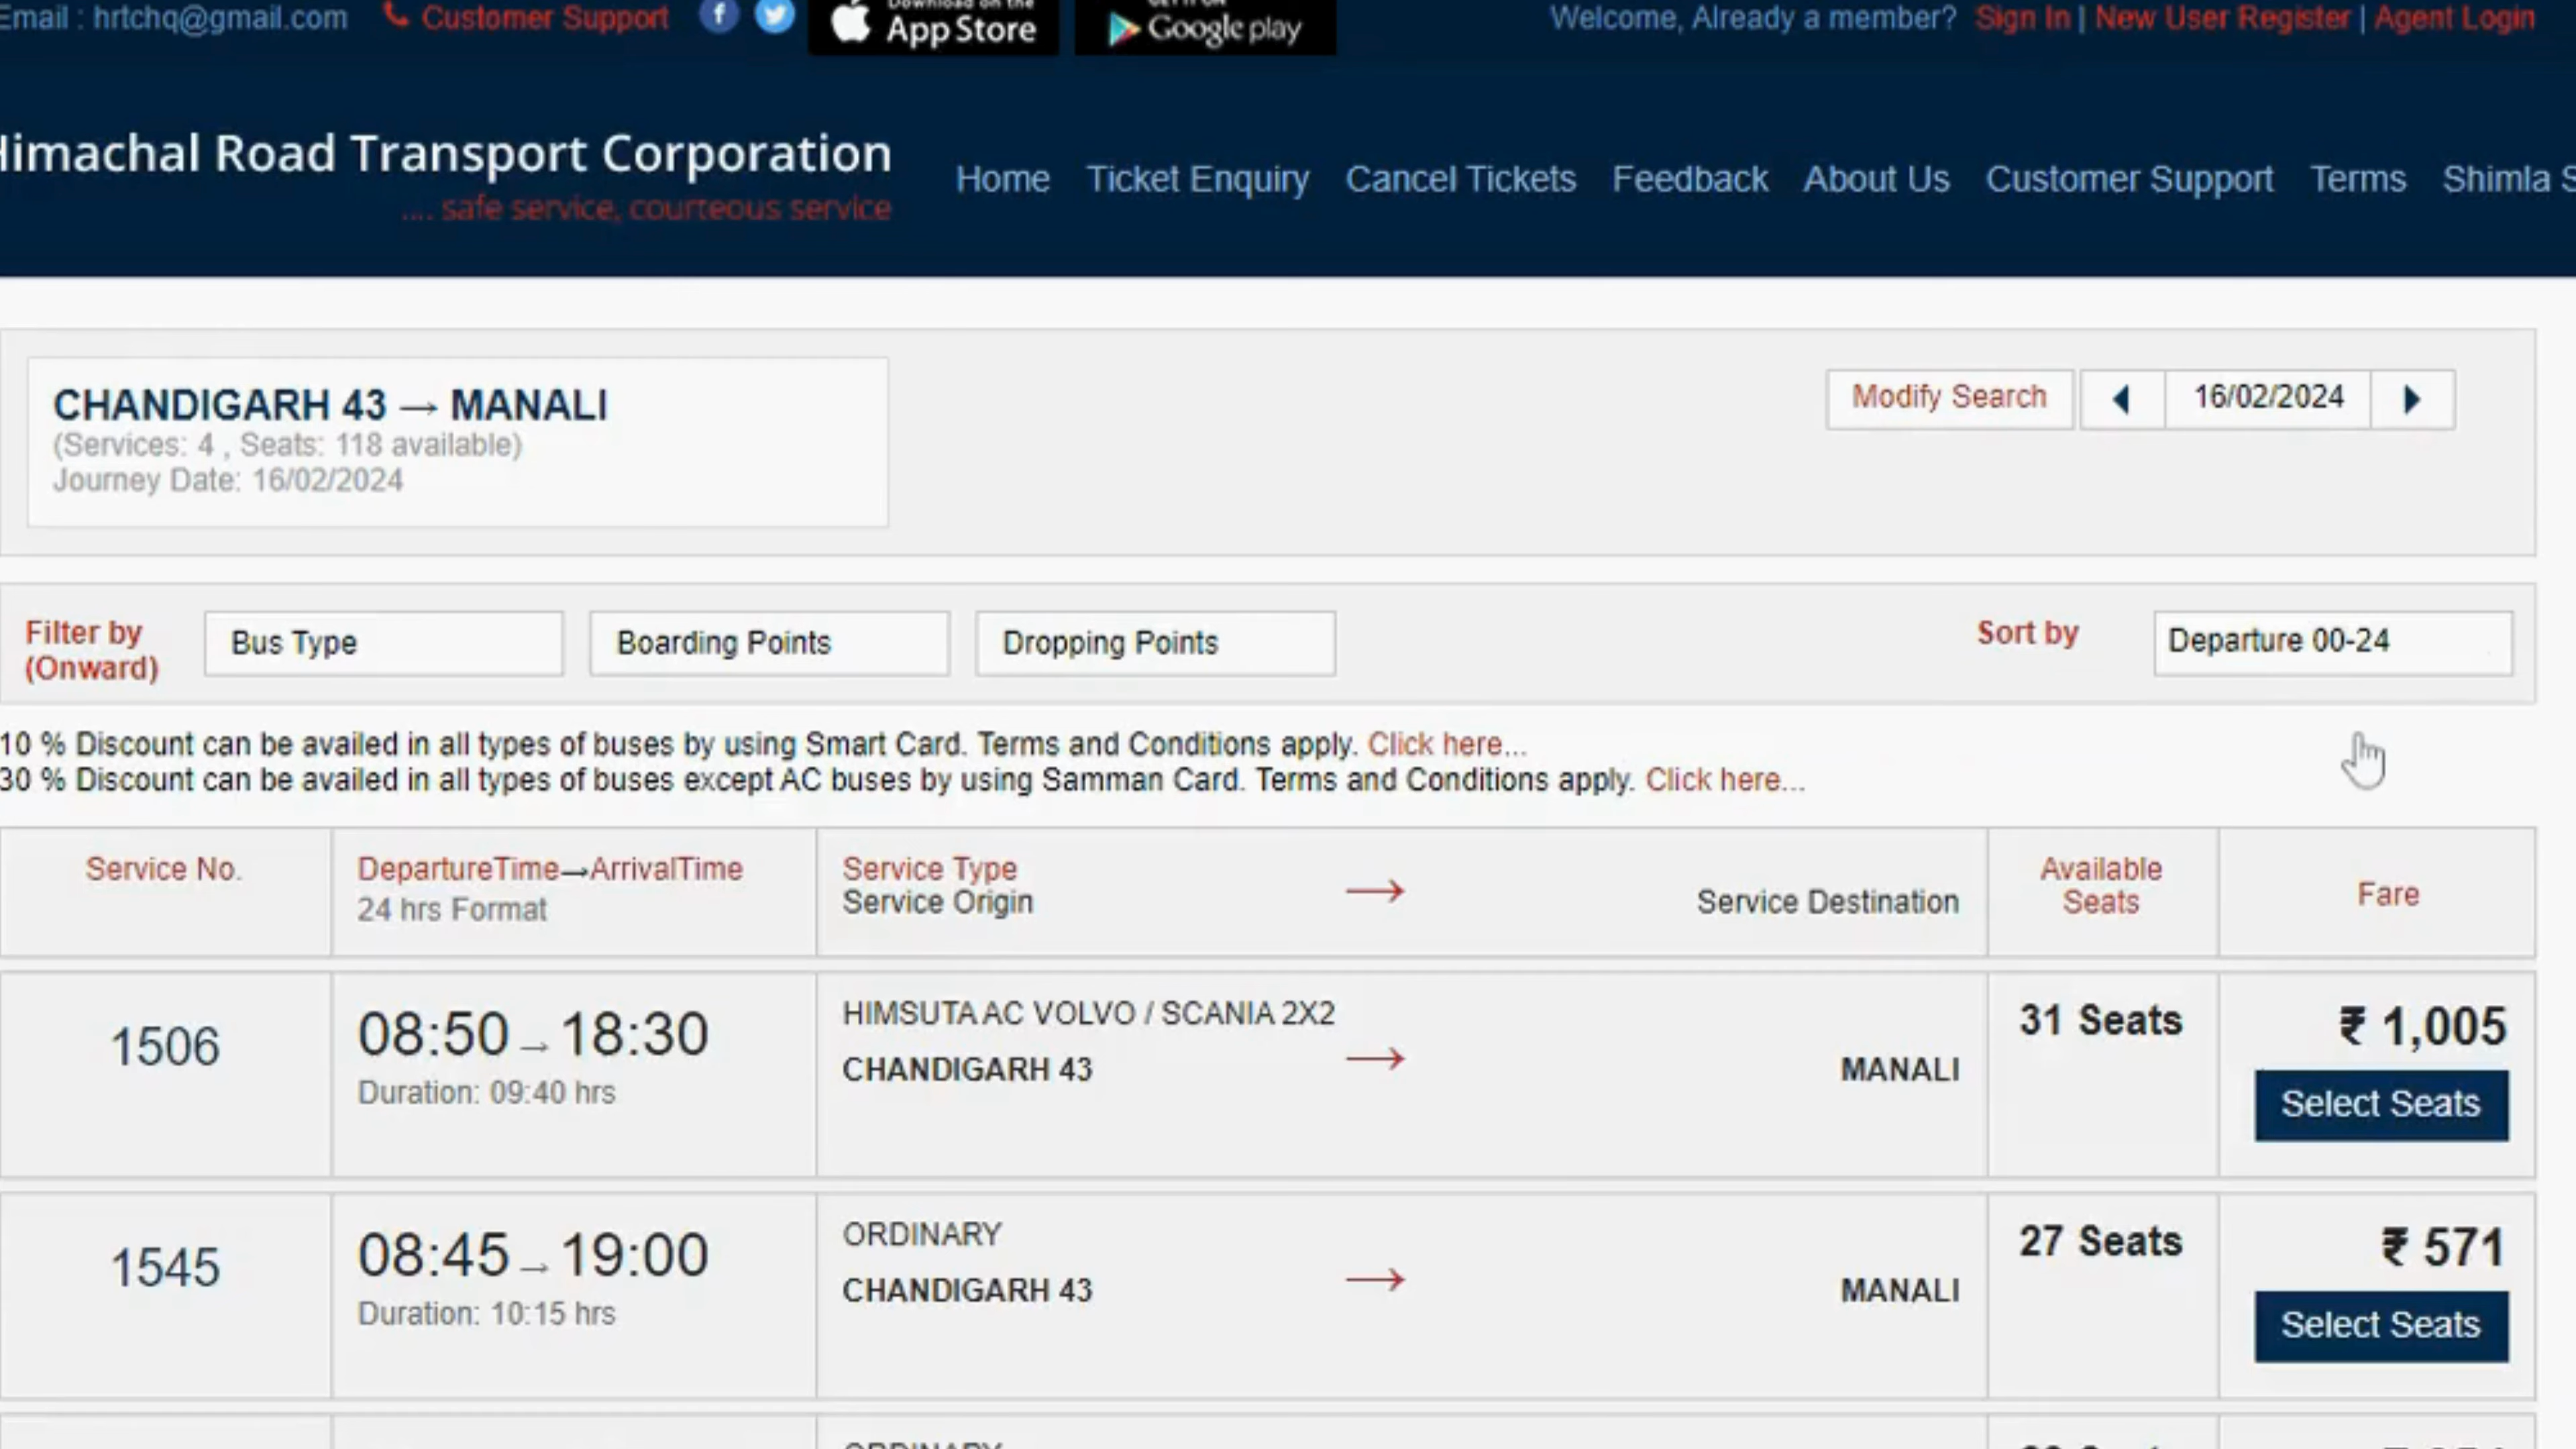 Email : hrtchq@gmail.com Customer Support App Store Google play Welcome, Already a member? Sign In | New User Register | Agent Login
Himachal Road Transport Corporation
.... safe service, courteous service
Home Ticket Enquiry Cancel Tickets Feedback About Us Customer Support Terms Shimla
CHANDIGARH 43 → MANALI
(Services: 4 , Seats: 118 available)
Journey Date: 16/02/2024
Modify Search 16/02/2024
Filter by
(Onward)
Bus Type Boarding Points Dropping Points
Sort by Departure 00-24
10 % Discount can be availed in all types of buses by using Smart Card. Terms and Conditions apply. Click here...
30 % Discount can be availed in all types of buses except AC buses by using Samman Card. Terms and Conditions apply. Click here...
Service No.
DepartureTime→ArrivalTime
24 hrs Format
Service Type
Service Origin → Service Destination
Available
Seats
Fare
1506
08:50 → 18:30
Duration: 09:40 hrs
HIMSUTA AC VOLVO / SCANIA 2X2
CHANDIGARH 43 → MANALI
31 Seats
₹ 1,005
Select Seats
1545
08:45 → 19:00
Duration: 10:15 hrs
ORDINARY
CHANDIGARH 43 → MANALI
27 Seats
₹ 571
Select Seats
ORDINARY